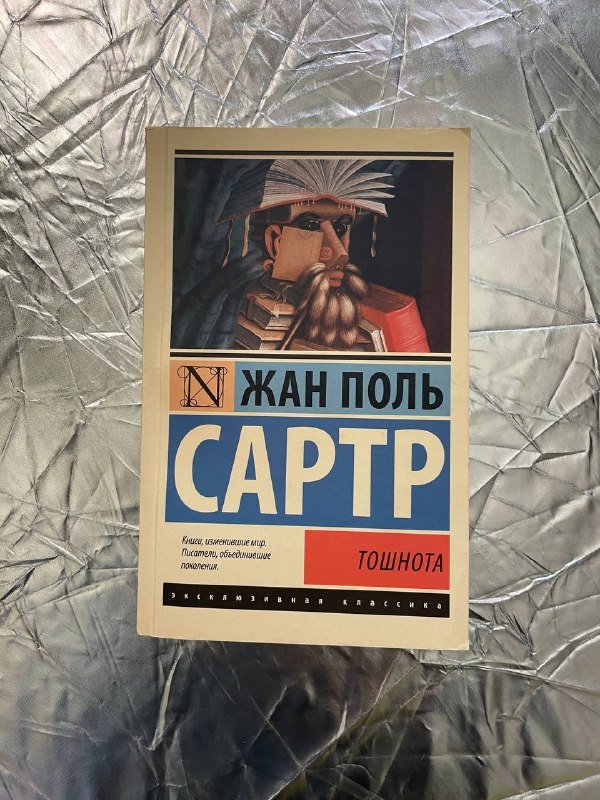 N ЖАН ПОЛЬ
САРТР
Книги, изменившие мир.
Писатели, объединившие
поколения.
ТОШНОТА
эксклюзивная классика